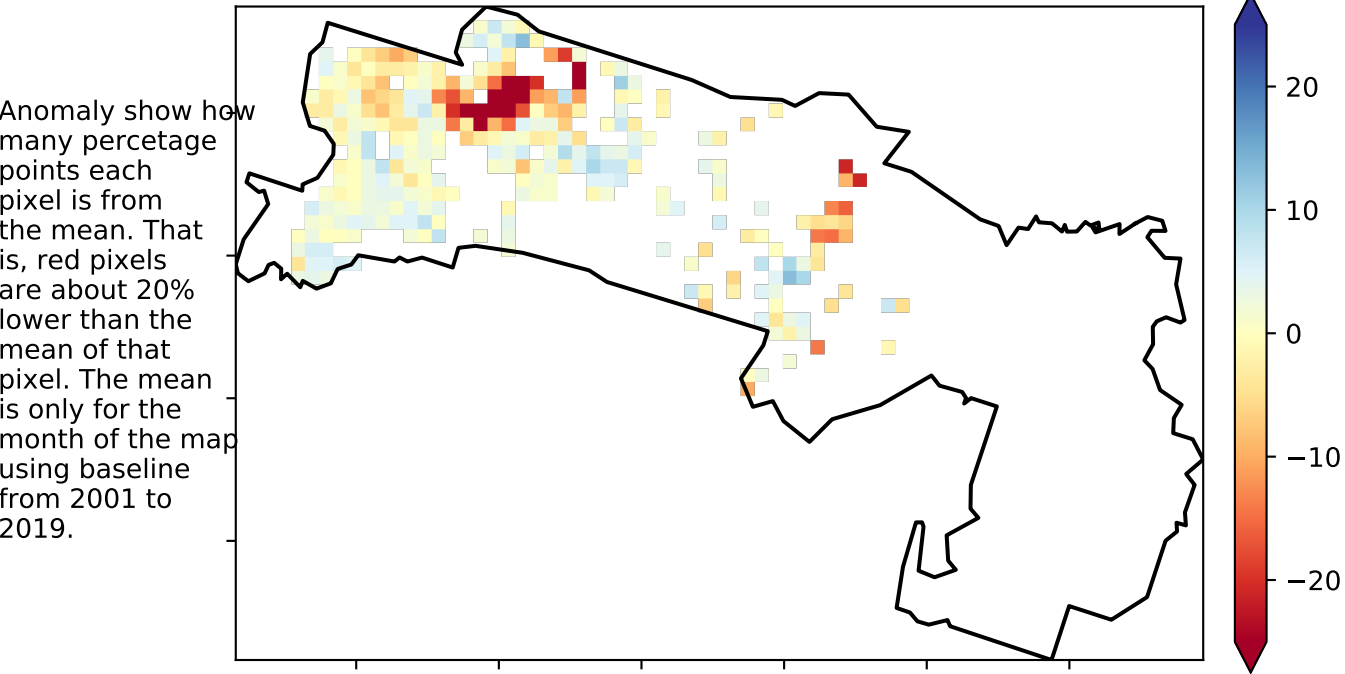 Anomaly show how
many percetage
points each
pixel is from
the mean. That
is, red pixels
are about 20%
lower than the
mean of that
pixel. The mean
is only for the
month of the map
using baseline
from 2001 to
2019.
20
10
0
−10
−20